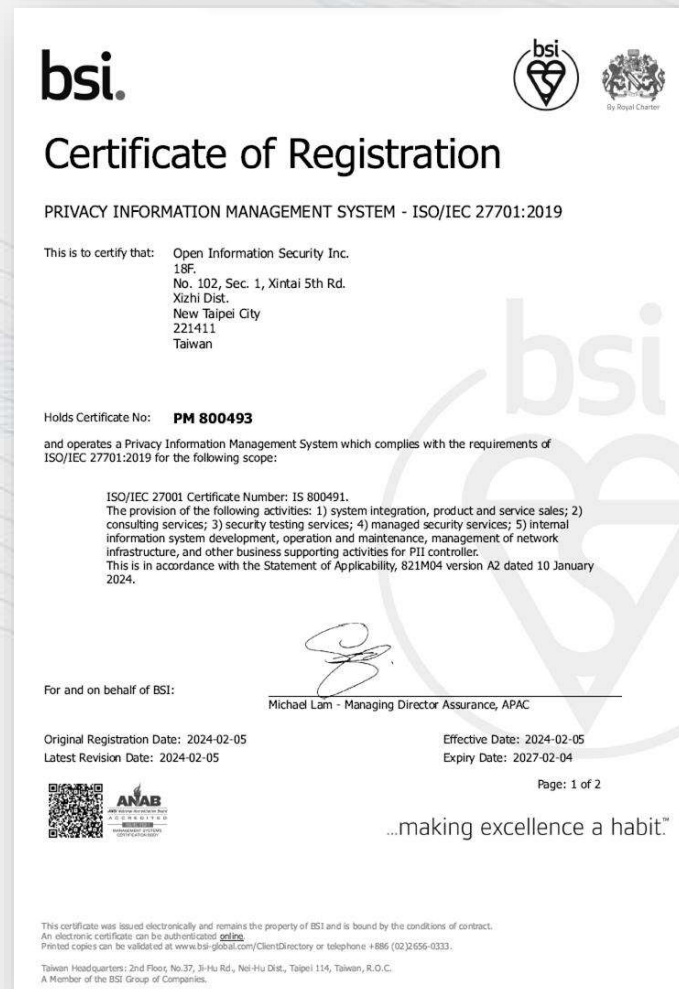 bsi.
bsi
By Royal Charter
Certificate of Registration
PRIVACY INFORMATION MANAGEMENT SYSTEM - ISO/IEC 27701:2019
This is to certify that: Open Information Security Inc.
18F.
No. 102, Sec. 1, Xintai 5th Rd.
Xizhi Dist.
New Taipei City
221411
Taiwan
bsi
Holds Certificate No: PM 800493
and operates a Privacy Information Management System which complies with the requirements of
ISO/IEC 27701:2019 for the following scope:
ISO/IEC 27001 Certificate Number: IS 800491.
The provision of the following activities: 1) system integration, product and service sales; 2)
consulting services; 3) security testing services; 4) managed security services; 5) internal
information system development, operation and maintenance, management of network
infrastructure, and other business supporting activities for PII controller.
This is in accordance with the Statement of Applicability, 821M04 version A2 dated 10 January
2024.
For and on behalf of BSI:
Michael Lam - Managing Director Assurance, APAC
Original Registration Date: 2024-02-05 Effective Date: 2024-02-05
Latest Revision Date: 2024-02-05 Expiry Date: 2027-02-04
Page: 1 of 2
ANAB
ACCREDITED
MANAGEMENT SYSTEMS
CERTIFICATION BODY
...making excellence a habit.™
This certificate was issued electronically and remains the property of BSI and is bound by the conditions of contract.
An electronic certificate can be authenticated online.
Printed copies can be validated at www.bsi-global.com/ClientDirectory or telephone +886 (02)2656-0333.
Taiwan Headquarters: 2nd Floor, No.37, Ji-Hu Rd., Nei-Hu Dist., Taipei 114, Taiwan, R.O.C.
A Member of the BSI Group of Companies.